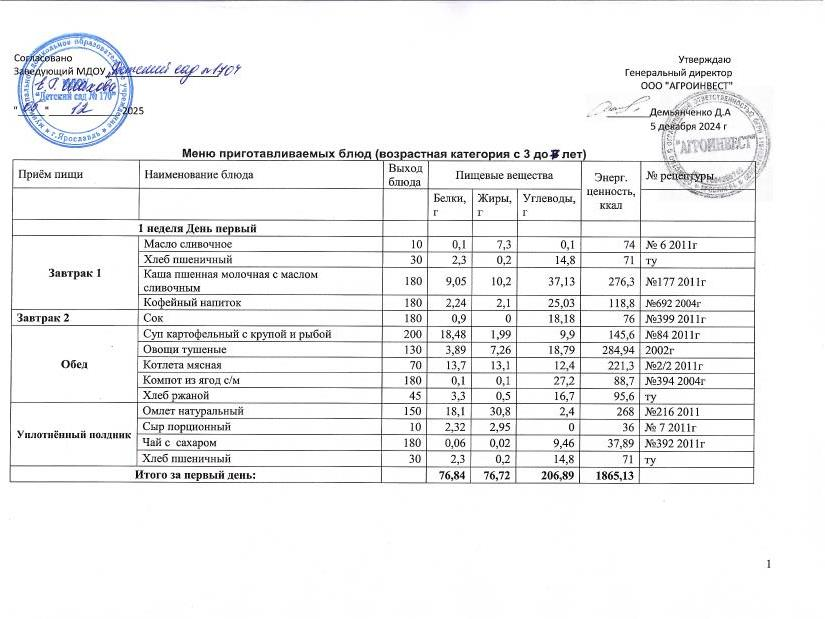 Согласовано
Заведующий МДОУ Детский сад №170
"05" 12 2025
Детский сад № 170
г.Ярославль
Утверждаю
Генеральный директор
ООО "АГРОИНВЕСТ"
Демьянченко Д.А
5 декабря 2024 г
"АГРОИНВЕСТ"
Меню приготавливаемых блюд (возрастная категория с 3 до 7 лет)
Приём пищи Наименование блюда Выход блюда Пищевые вещества Энерг. ценность, ккал № рецептуры
Белки, г Жиры, г Углеводы, г
1 неделя День первый
Завтрак 1
Масло сливочное 10 0,1 7,3 0,1 74 № 6 2011г
Хлеб пшеничный 30 2,3 0,2 14,8 71 ту
Каша пшенная молочная с маслом сливочным 180 9,05 10,2 37,13 276,3 №177 2011г
Кофейный напиток 180 2,24 2,1 25,03 118,8 №692 2004г
Завтрак 2 Сок 180 0,9 0 18,18 76 №399 2011г
Обед
Суп картофельный с крупой и рыбой 200 18,48 1,99 9,9 145,6 №84 2011г
Овощи тушеные 130 3,89 7,26 18,79 284,94 2002г
Котлета мясная 70 13,7 13,1 12,4 221,3 №2/2 2011г
Компот из ягод с/м 180 0,1 0,1 27,2 88,7 №394 2004г
Хлеб ржаной 45 3,3 0,5 16,7 95,6 ту
Уплотнённый полдник
Омлет натуральный 150 18,1 30,8 2,4 268 №216 2011
Сыр порционный 10 2,32 2,95 0 36 № 7 2011г
Чай с сахаром 180 0,06 0,02 9,46 37,89 №392 2011г
Хлеб пшеничный 30 2,3 0,2 14,8 71 ту
Итого за первый день: 76,84 76,72 206,89 1865,13
1